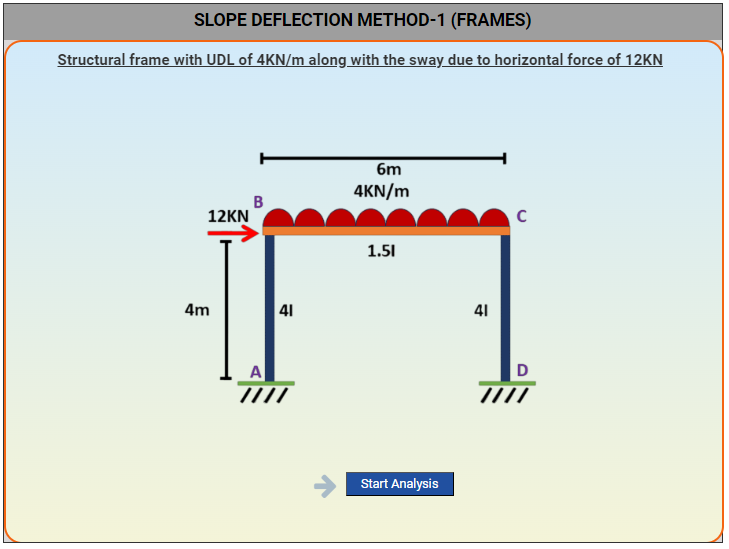 SLOPE DEFLECTION METHOD-1 (FRAMES)
Structural frame with UDL of 4KN/m along with the sway due to horizontal force of 12KN
6m
4KN/m
B
12KN
C
1.5I
4m
4I
4I
A
D
Start Analysis